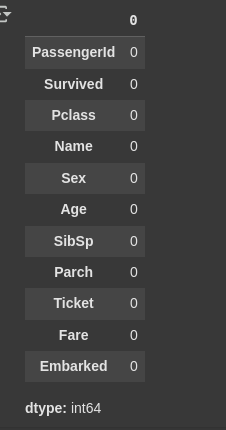 0
PassengerId 0
Survived 0
Pclass 0
Name 0
Sex 0
Age 0
SibSp 0
Parch 0
Ticket 0
Fare 0
Embarked 0
dtype: int64